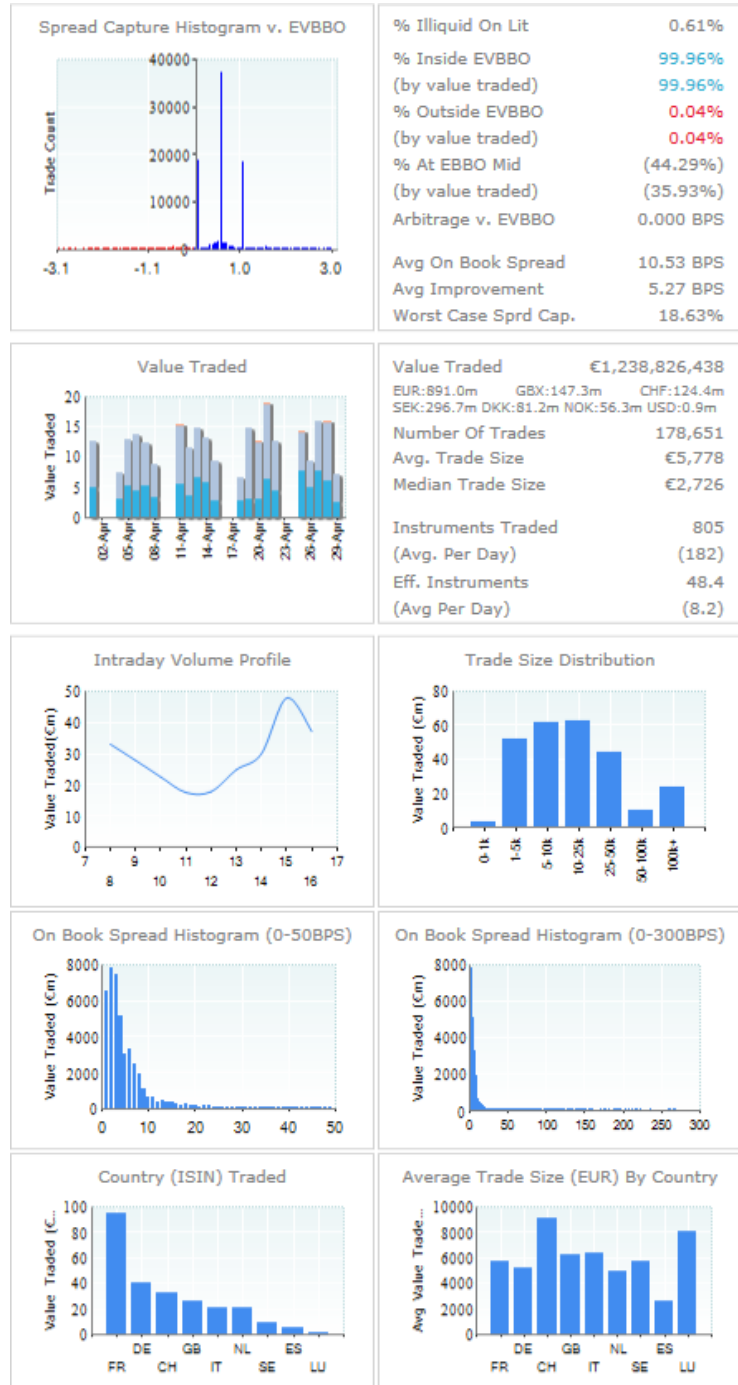 Spread Capture Histogram v. EVBBO
Trade Count
40000
30000
20000
10000
0
-3.1 -1.1 1.0 3.0
% Illiquid On Lit 0.61%
% Inside EVBBO 99.96%
(by value traded) 99.96%
% Outside EVBBO 0.04%
(by value traded) 0.04%
% At EBBO Mid (44.29%)
(by value traded) (35.93%)
Arbitrage v. EVBBO 0.000 BPS
Avg On Book Spread 10.53 BPS
Avg Improvement 5.27 BPS
Worst Case Sprd Cap. 18.63%
Value Traded
Value Traded
20
15
10
5
0
02-Apr 05-Apr 08-Apr 11-Apr 14-Apr 17-Apr 20-Apr 23-Apr 26-Apr 29-Apr
Value Traded €1,238,826,438
EUR:891.0m GBX:147.3m CHF:124.4m
SEK:296.7m DKK:81.2m NOK:56.3m USD:0.9m
Number Of Trades 178,651
Avg. Trade Size €5,778
Median Trade Size €2,726
Instruments Traded 805
(Avg. Per Day) (182)
Eff. Instruments 48.4
(Avg Per Day) (8.2)
Intraday Volume Profile
Value Traded(€m)
50
40
30
20
10
0
7 9 11 13 15 17
8 10 12 14 16
Trade Size Distribution
Value Traded (€m)
80
60
40
20
0
0-1k 1-5k 5-10k 10-25k 25-50k 50-100k 100k+
On Book Spread Histogram (0-50BPS)
Value Traded (€m)
8000
6000
4000
2000
0
0 10 20 30 40 50
On Book Spread Histogram (0-300BPS)
Value Traded (€m)
8000
6000
4000
2000
0
0 50 100 150 200 250 300
Country (ISIN) Traded
Value Traded (€...
100
80
60
40
20
0
DE GB NL ES
FR CH IT SE LU
Average Trade Size (EUR) By Country
Avg Value Trade...
10000
8000
6000
4000
2000
0
DE GB NL ES
FR CH IT SE LU